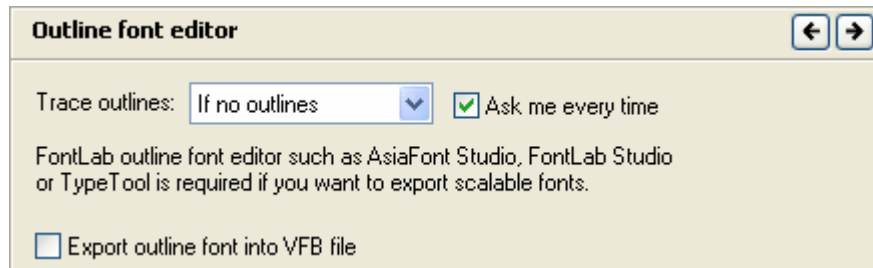 Outline font editor
Trace outlines: If no outlines Ask me every time
FontLab outline font editor such as AsiaFont Studio, FontLab Studio
or TypeTool is required if you want to export scalable fonts.
Export outline font into VFB file